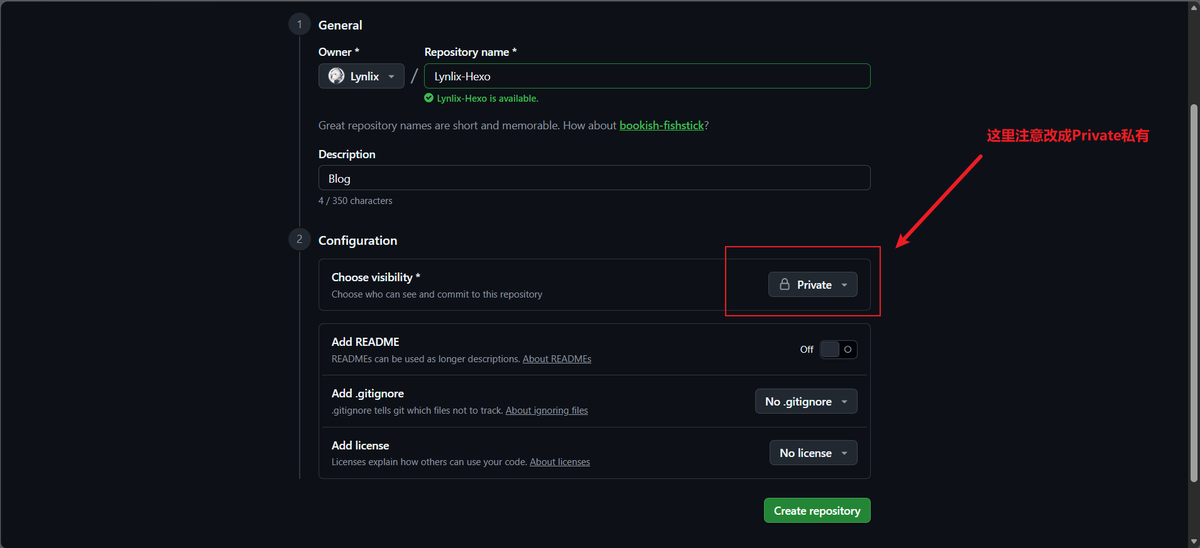 1 General
Owner *
Repository name *
Lynlix / Lynlix-Hexo
Lynlix-Hexo is available.
Great repository names are short and memorable. How about bookish-fishstick?
这里注意改成Private私有
Description
Blog
4 / 350 characters
2 Configuration
Choose visibility *
Choose who can see and commit to this repository
Private
Add README
READMEs can be used as longer descriptions. About READMEs
Off
Add .gitignore
.gitignore tells git which files not to track. About ignoring files
No .gitignore
Add license
Licenses explain how others can use your code. About licenses
No license
Create repository